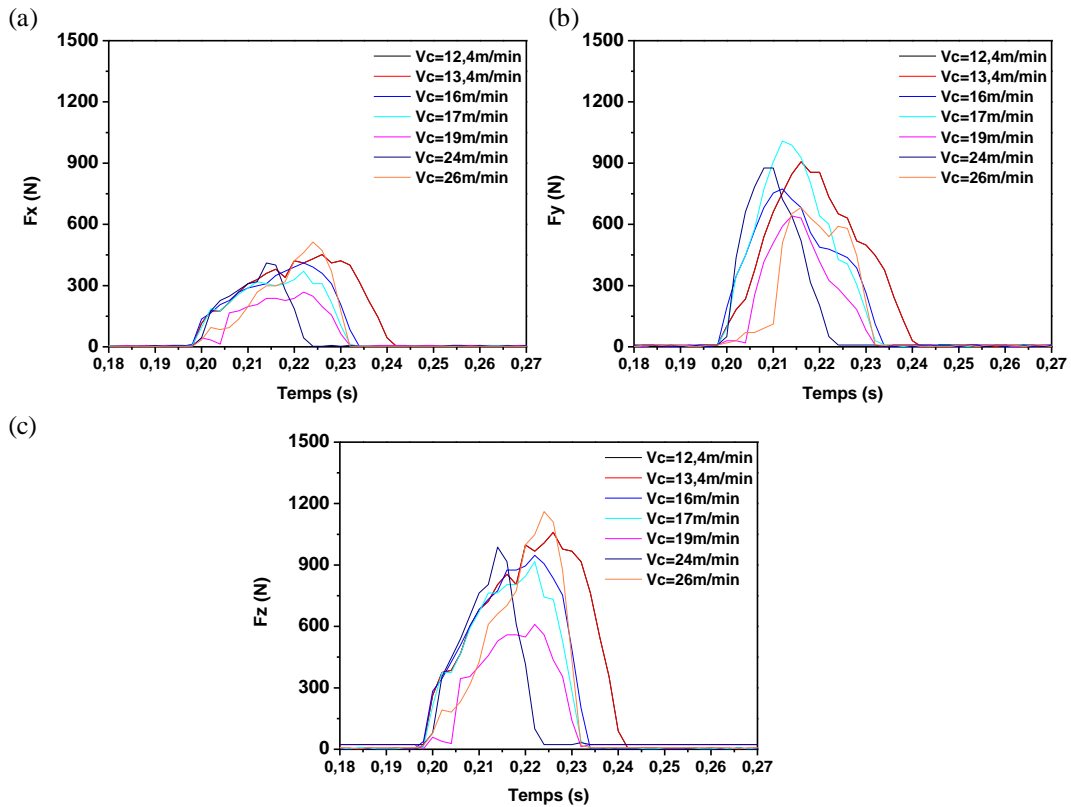 (a)
1500
1200
900
600
300
0
Fx (N)
0,18 0,19 0,20 0,21 0,22 0,23 0,24 0,25 0,26 0,27
Temps (s)
Vc=12,4m/min
Vc=13,4m/min
Vc=16m/min
Vc=17m/min
Vc=19m/min
Vc=24m/min
Vc=26m/min
(b)
1500
1200
900
600
300
0
Fy (N)
0,18 0,19 0,20 0,21 0,22 0,23 0,24 0,25 0,26 0,27
Temps (s)
Vc=12,4m/min
Vc=13,4m/min
Vc=16m/min
Vc=17m/min
Vc=19m/min
Vc=24m/min
Vc=26m/min
(c)
1500
1200
900
600
300
0
Fz (N)
0,18 0,19 0,20 0,21 0,22 0,23 0,24 0,25 0,26 0,27
Temps (s)
Vc=12,4m/min
Vc=13,4m/min
Vc=16m/min
Vc=17m/min
Vc=19m/min
Vc=24m/min
Vc=26m/min